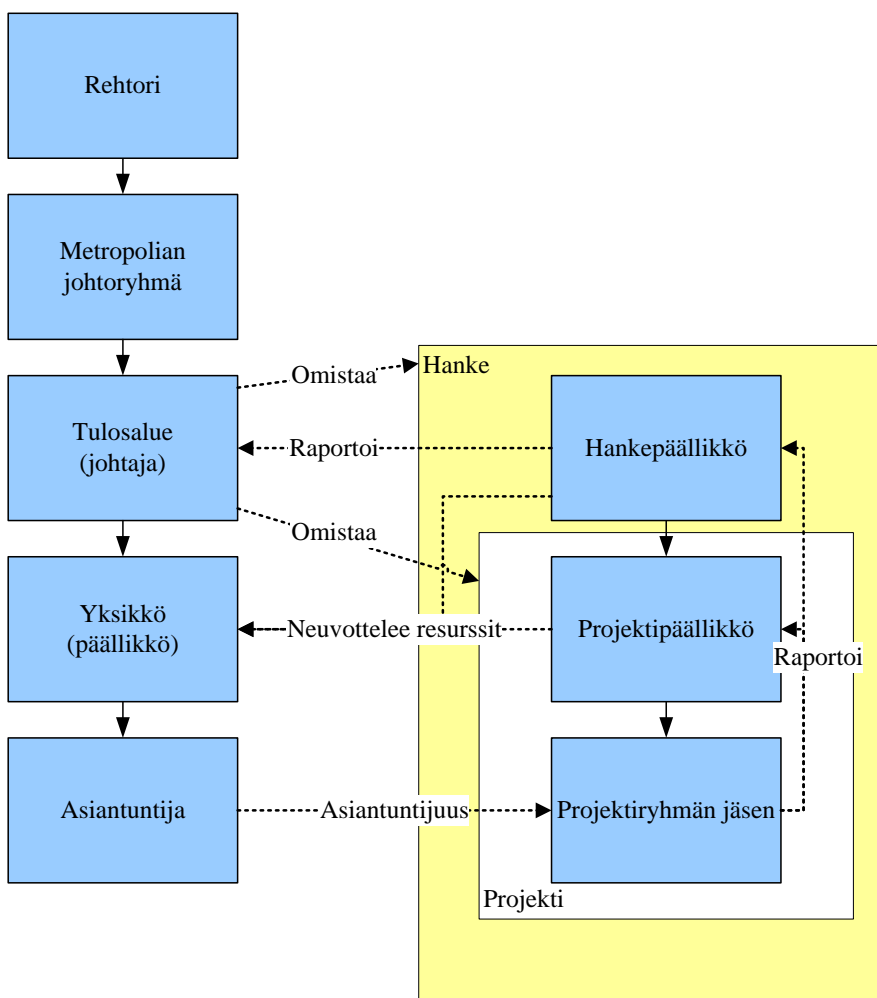 Rehtori
Metropolian
johtoryhmä
Omistaa
Hanke
Tulosalue
(johtaja)
Raportoi
Hankepäällikkö
Omistaa
Yksikkö
(päällikkö)
Neuvottelee resurssit
Projektipäällikkö
Raportoi
Asiantuntija
Asiantuntijuus
Projektiryhmän jäsen
Projekti